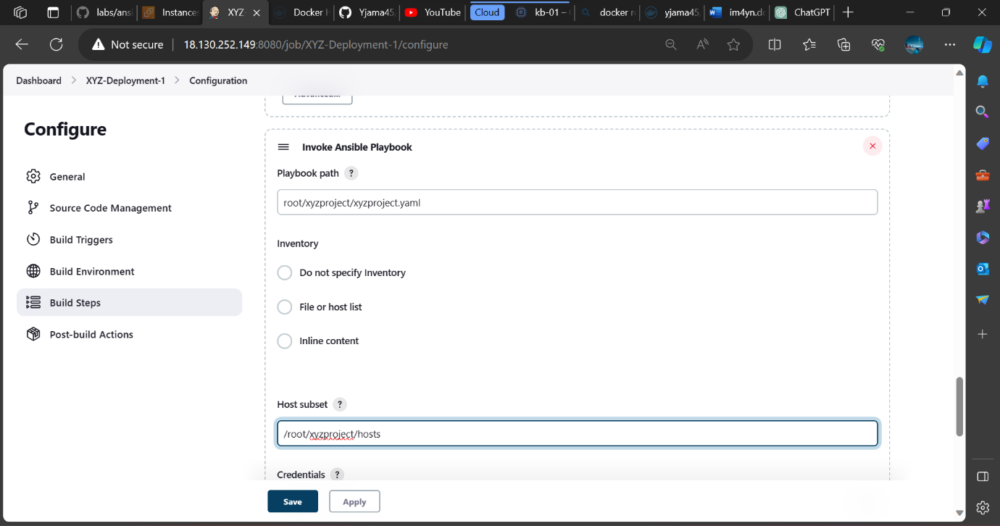 labs/ans
Instance
XYZ
Docker
Yjama45
YouTube
Cloud
kb-01 –
docker r
yjama45
im4yn.d
ChatGPT
Not secure
18.130.252.149:8080/job/XYZ-Deployment-1/configure
Dashboard
XYZ-Deployment-1
Configuration
Configure
General
Source Code Management
Build Triggers
Build Environment
Build Steps
Post-build Actions
Invoke Ansible Playbook
Playbook path ?
root/xyzproject/xyzproject.yaml
Inventory
Do not specify Inventory
File or host list
Inline content
Host subset ?
/root/xyzproject/hosts
Credentials ?
Save
Apply